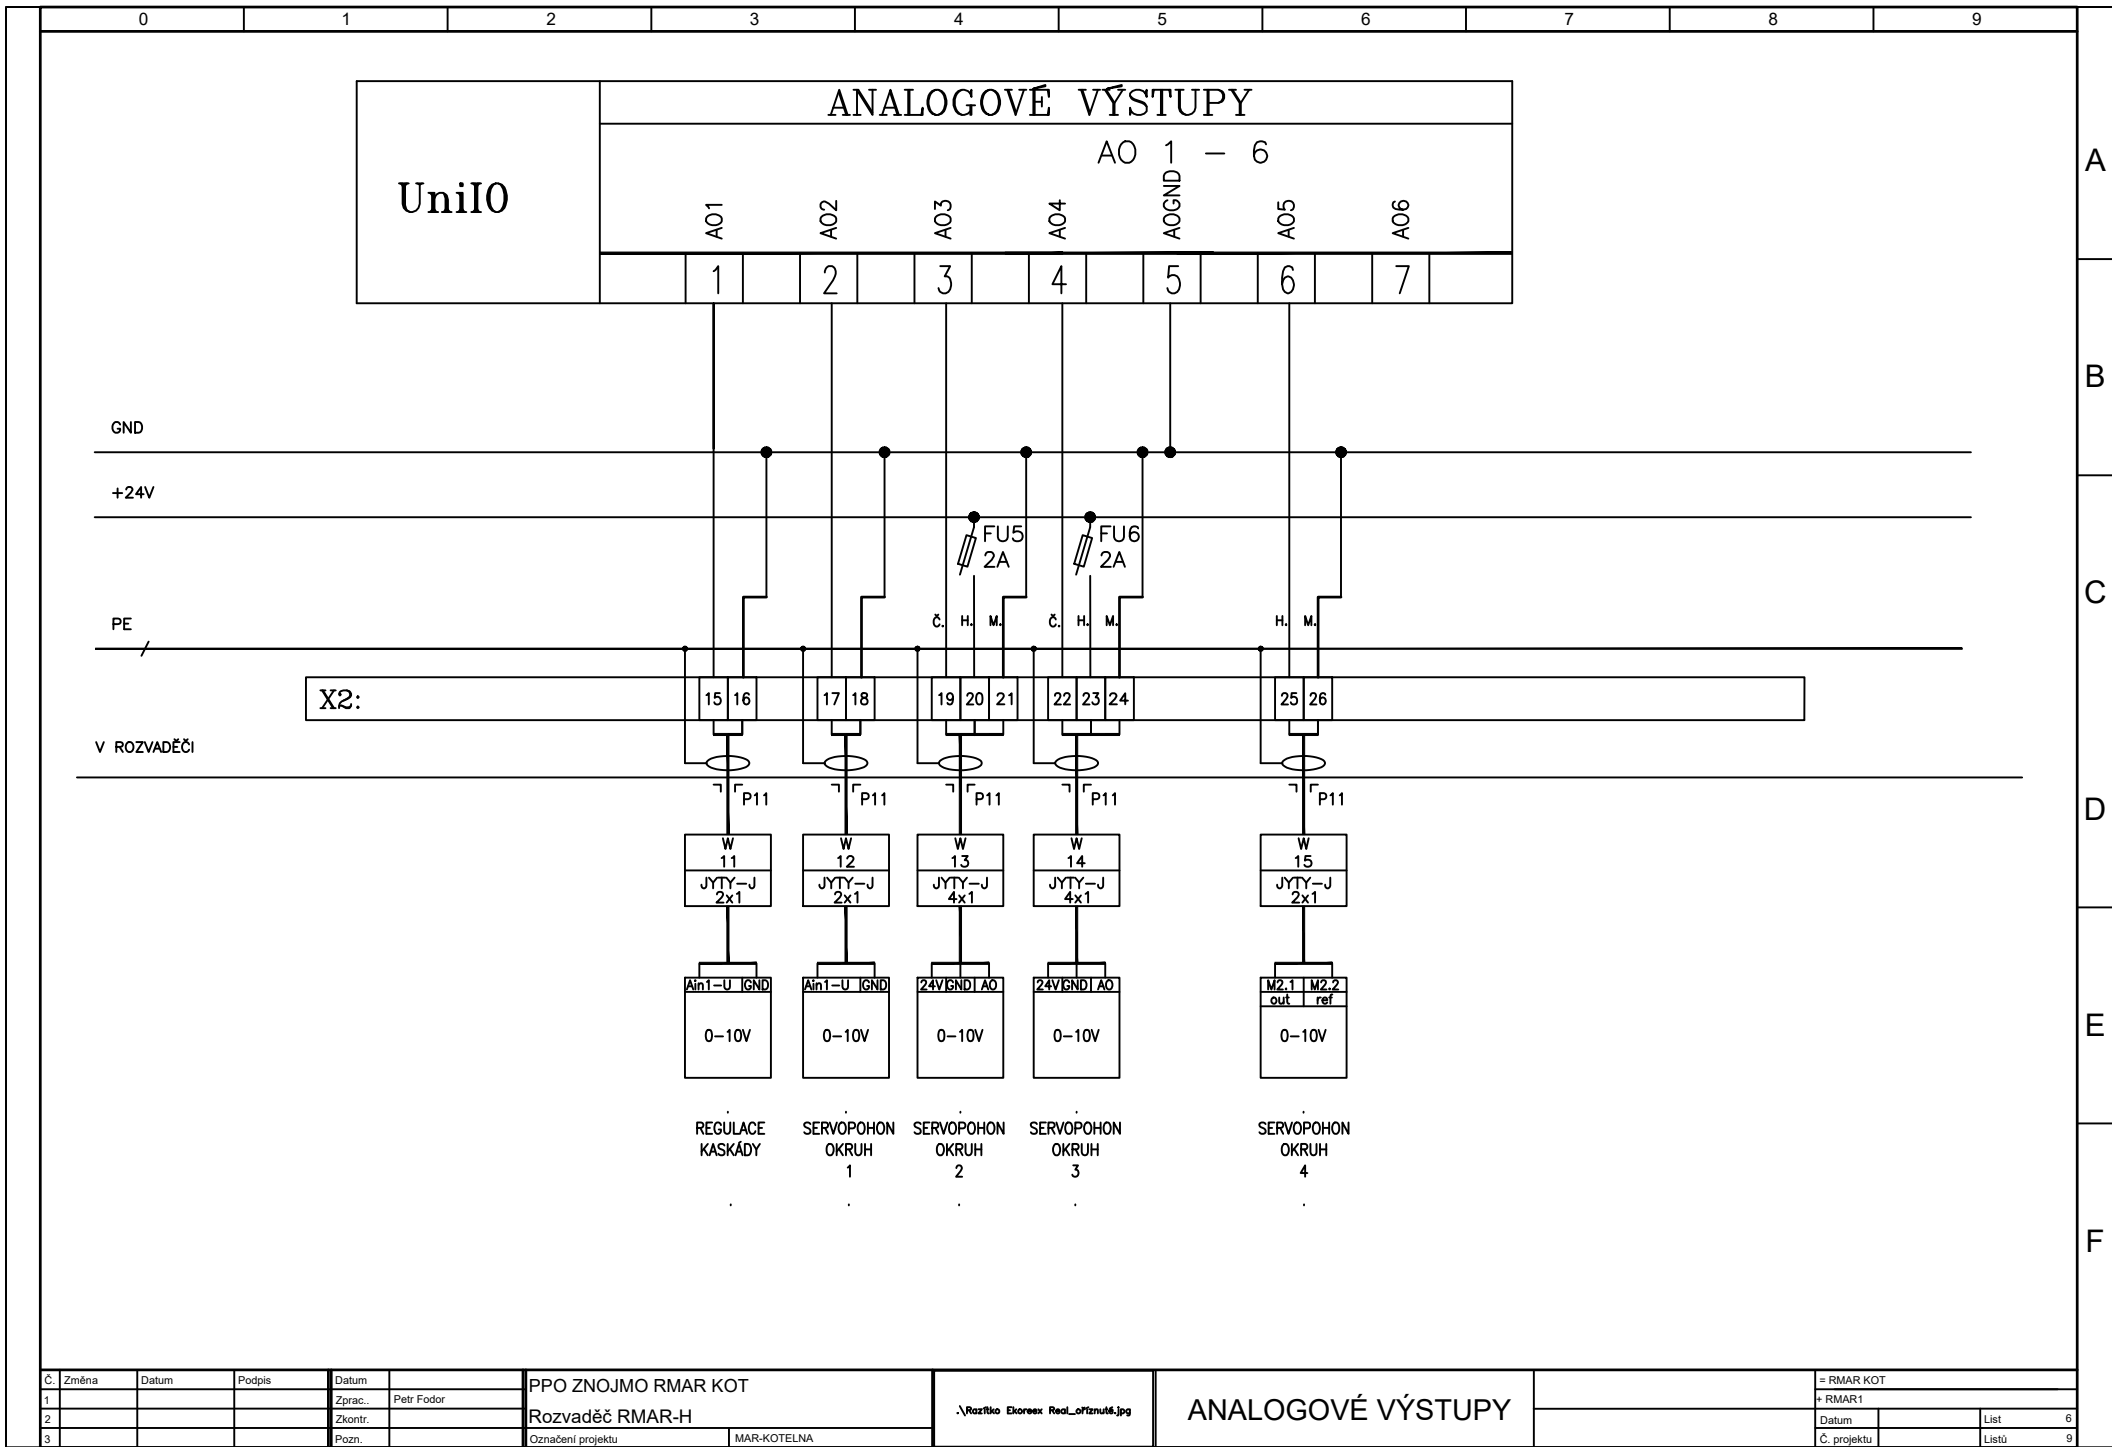 0 1 2 3 4 5 6 7 8 9
ANALOGOVÉ VÝSTUPY
AO 1 - 6
UniIO
AO1 AO2 AO3 AO4 AOGND AO5 AO6
1 2 3 4 5 6 7
A
B
C
D
E
F
GND
+24V
FU5 FU6
2A 2A
PE
Č. H. M. Č. H. M. H. M.
X2: 15 16 17 18 19 20 21 22 23 24 25 26
V ROZVADĚČI
P11 P11 P11 P11 P11
W W W W W
11 12 13 14 15
JYTY-J JYTY-J JYTY-J JYTY-J JYTY-J
2x1 2x1 4x1 4x1 2x1
Ain1-U GND Ain1-U GND 24V GND AO 24V GND AO M2.1 M2.2
out ref
0-10V 0-10V 0-10V 0-10V 0-10V
REGULACE SERVOPOHON SERVOPOHON SERVOPOHON SERVOPOHON
KASKÁDY OKRUH OKRUH OKRUH OKRUH
1 2 3 4
Č. Změna Datum Podpis Datum
1 Zprac.. Petr Fodor
2 Zkontr.
3 Pozn.
PPO ZNOJMO RMAR KOT
Rozvaděč RMAR-H
Označení projektu MAR-KOTELNA
.\Razítko Ekoreex Real_oříznuté.jpg
ANALOGOVÉ VÝSTUPY
= RMAR KOT
+ RMAR1
Datum List 6
Č. projektu Listů 9